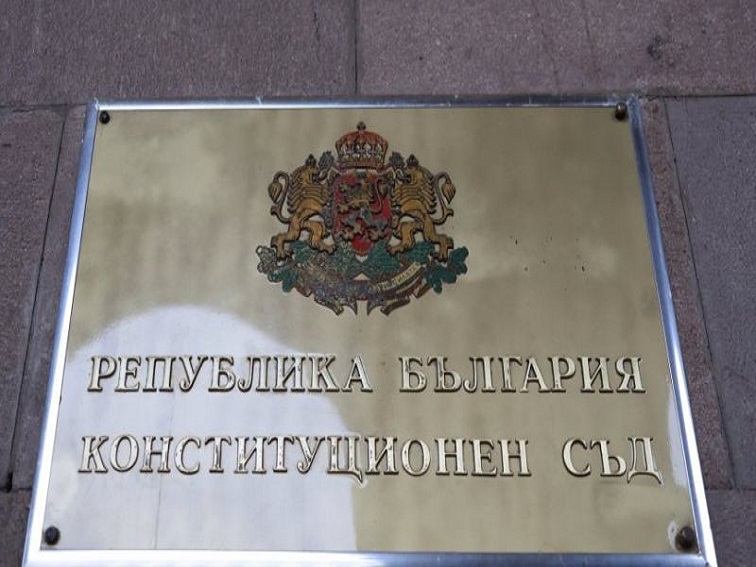 РЕПУБЛИКА БЪЛГАРИЯ
КОНСТИТУЦИОНЕН СЪД